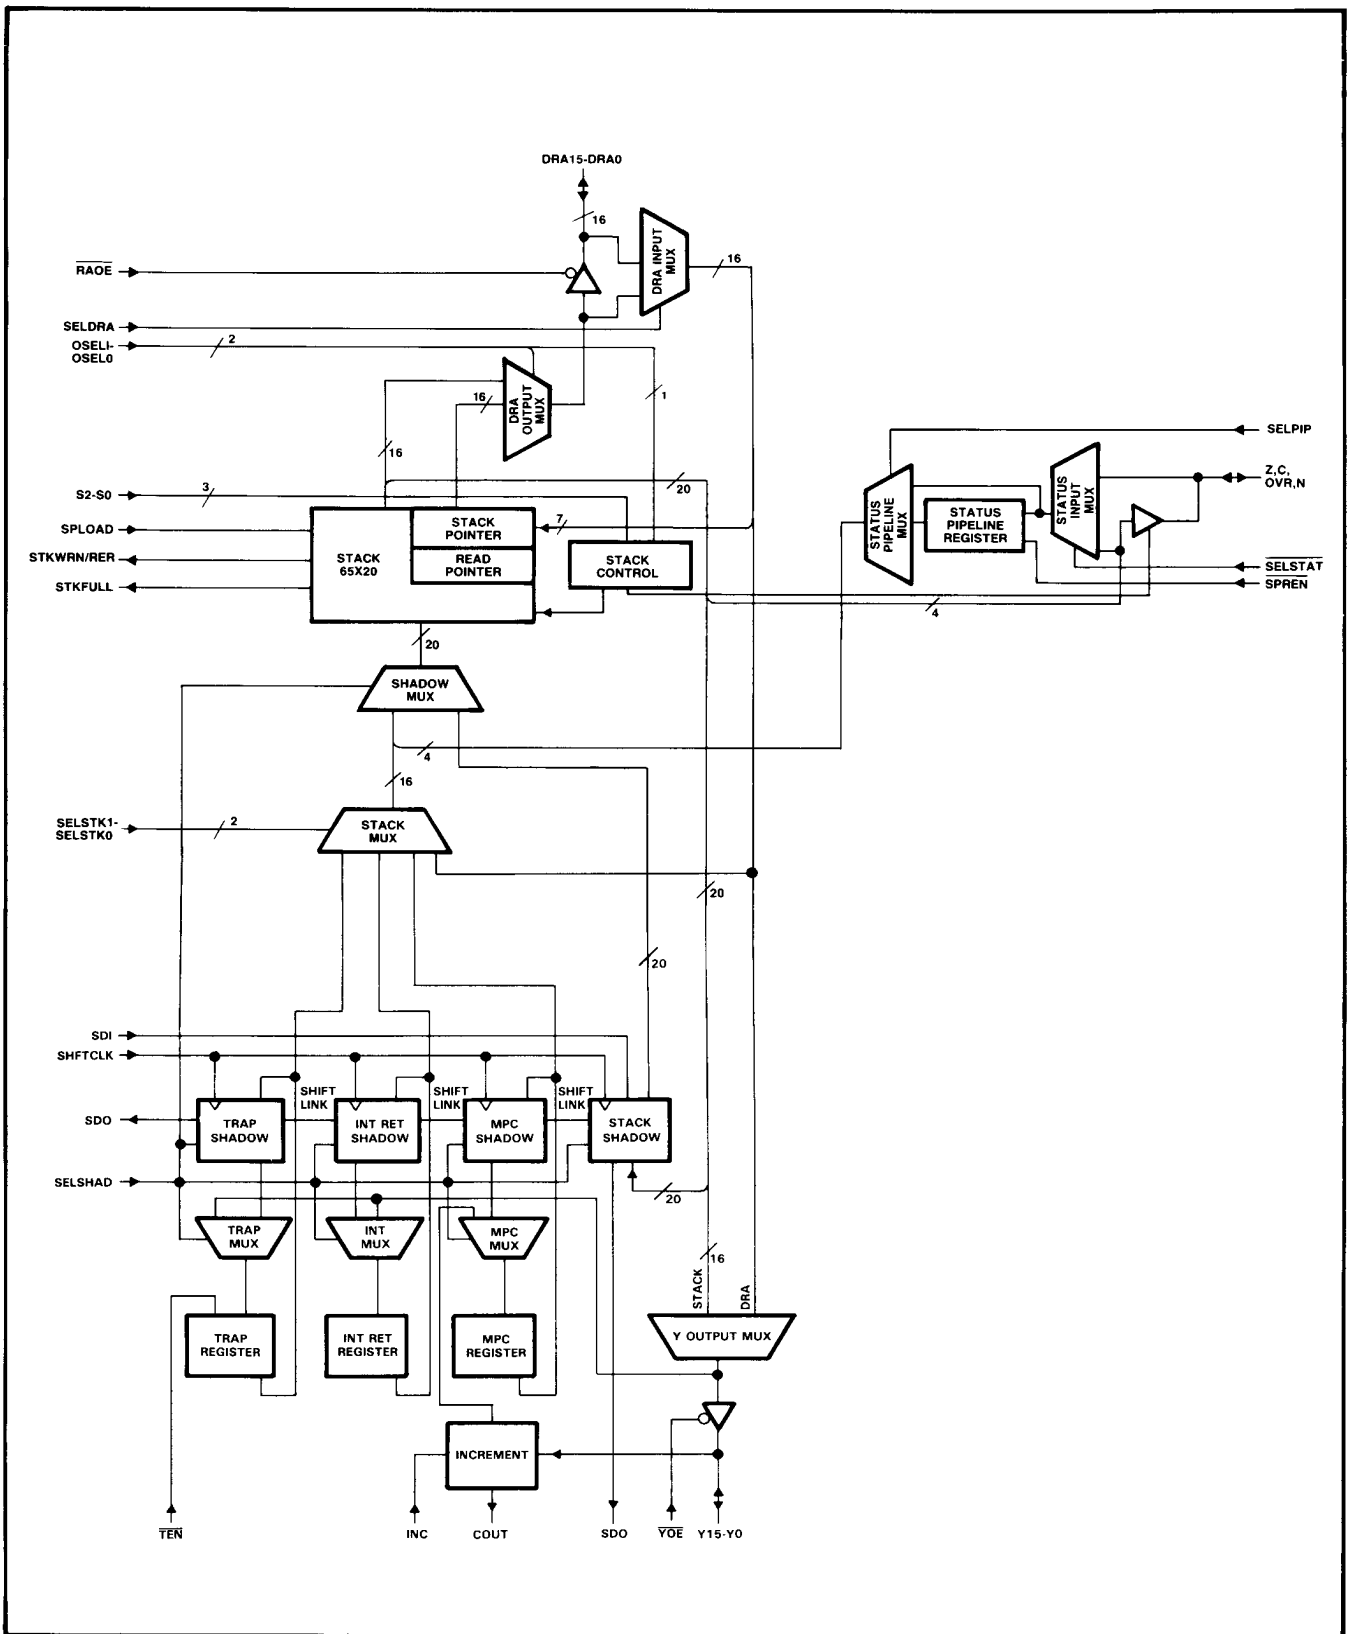 DRA15-DRA0
16
RAOE
DRA INPUT
MUX
16
SELDRA
OSELI-
OSEL0
2
DRA
OUTPUT
MUX
16
1
16
SELPIP
S2-S0
3
20
STATUS
PIPELINE
MUX
STATUS
PIPELINE
REGISTER
STATUS
INPUT
MUX
Z,C,
OVR,N
SPLOAD
STACK
65X20
STACK
POINTER
READ
POINTER
7
STKWRN/RER
STACK
CONTROL
SELSTAT
SPREN
STKFULL
4
20
SHADOW
MUX
4
16
SELSTK1-
SELSTK0
2
STACK
MUX
20
20
SDI
SHFTCLK
SHIFT
LINK
SHIFT
LINK
SHIFT
LINK
SDO
TRAP
SHADOW
INT RET
SHADOW
MPC
SHADOW
STACK
SHADOW
SELSHAD
20
TRAP
MUX
INT
MUX
MPC
MUX
16
STACK
DRA
TRAP
REGISTER
INT RET
REGISTER
MPC
REGISTER
Y OUTPUT MUX
INCREMENT
TEN
INC
COUT
SDO
YOE
Y15-Y0